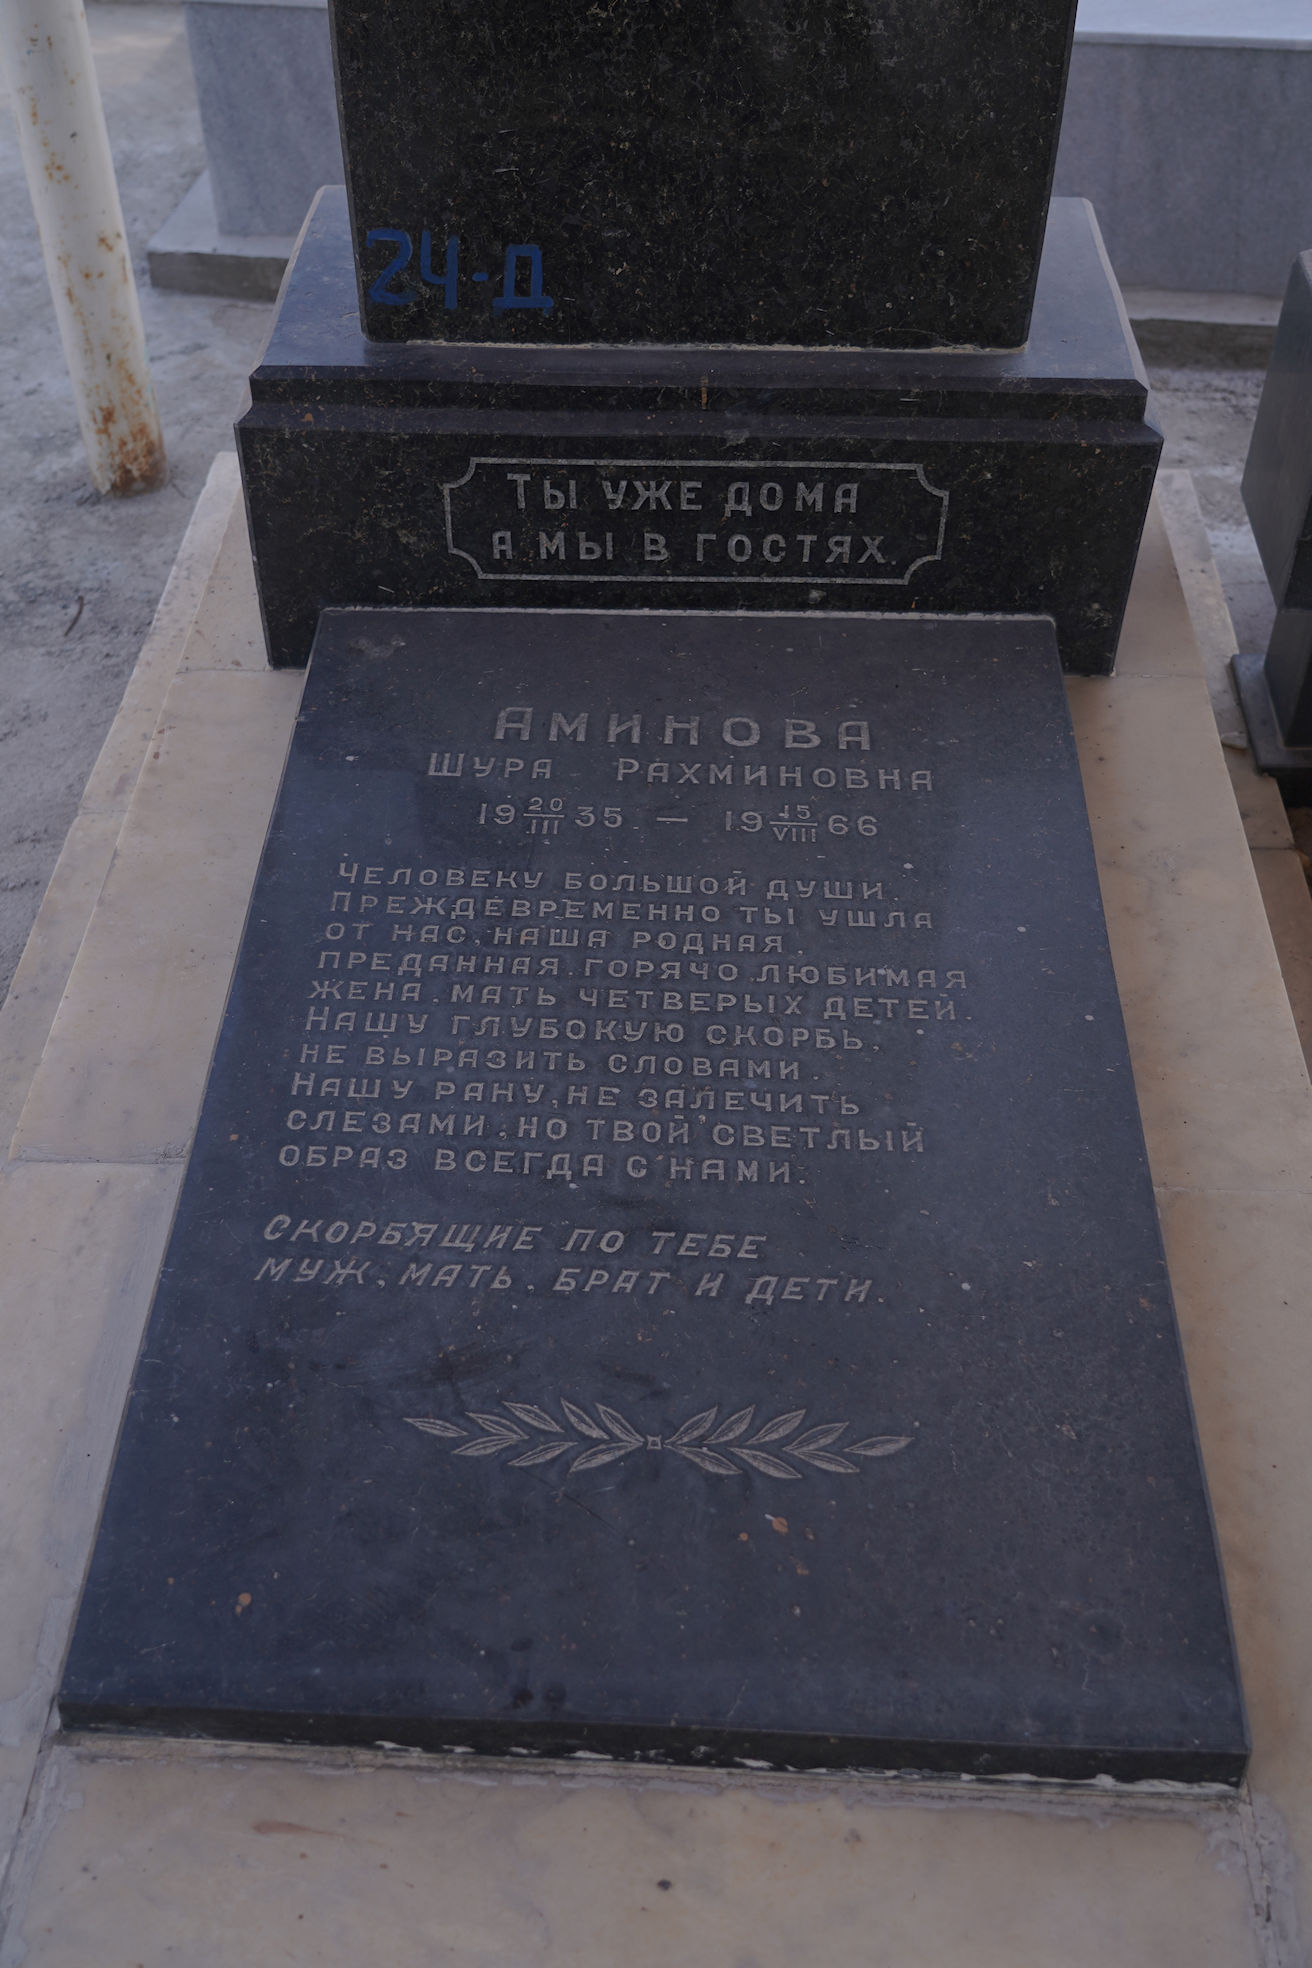 24-Д
ТЫ УЖЕ ДОМА
А МЫ В ГОСТЯХ.
АМИНОВА
ШУРА РАХМИНОВНА
19 20/III 35 — 19 15/VIII 66
ЧЕЛОВЕКУ БОЛЬШОЙ ДУШИ.
ПРЕЖДЕВРЕМЕННО ТЫ УШЛА
ОТ НАС, НАША РОДНАЯ.
ПРЕДАННАЯ. ГОРЯЧО ЛЮБИМАЯ
ЖЕНА, МАТЬ ЧЕТВЕРЫХ ДЕТЕЙ.
НАШУ ГЛУБОКУЮ СКОРБЬ,
НЕ ВЫРАЗИТЬ СЛОВАМИ.
НАШУ РАНУ, НЕ ЗАЛЕЧИТЬ
СЛЕЗАМИ, НО ТВОЙ СВЕТЛЫЙ
ОБРАЗ ВСЕГДА С НАМИ.
СКОРБЯЩИЕ ПО ТЕБЕ
МУЖ, МАТЬ, БРАТ И ДЕТИ.